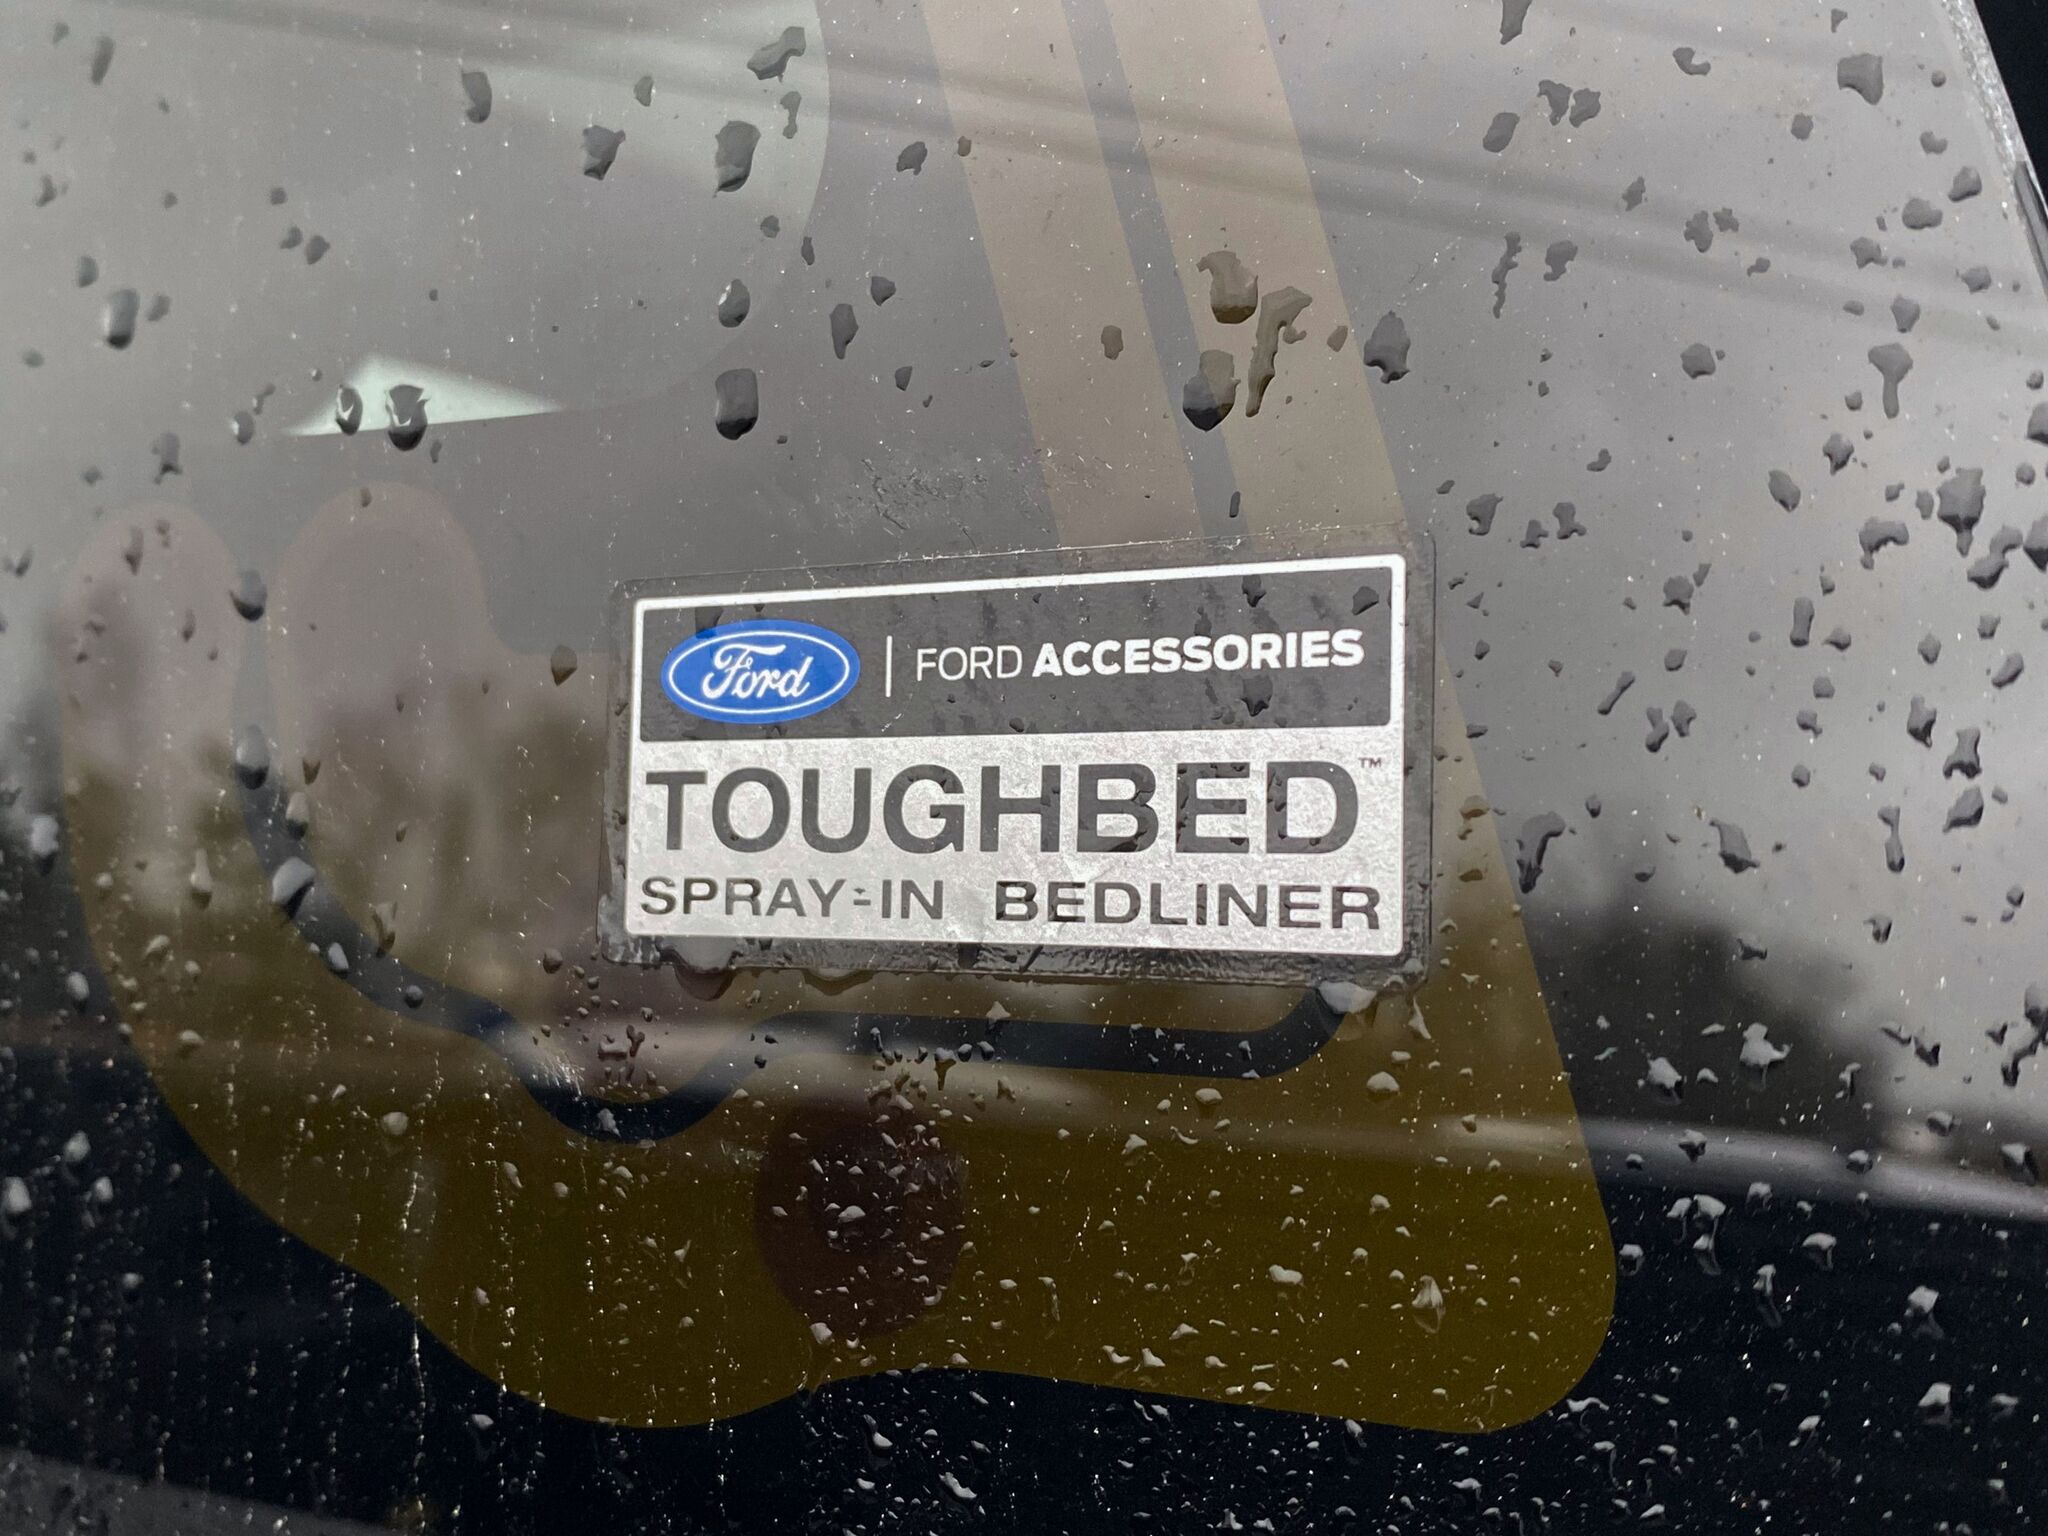 Ford | FORD ACCESSORIES
TOUGHBED™
SPRAY-IN BEDLINER